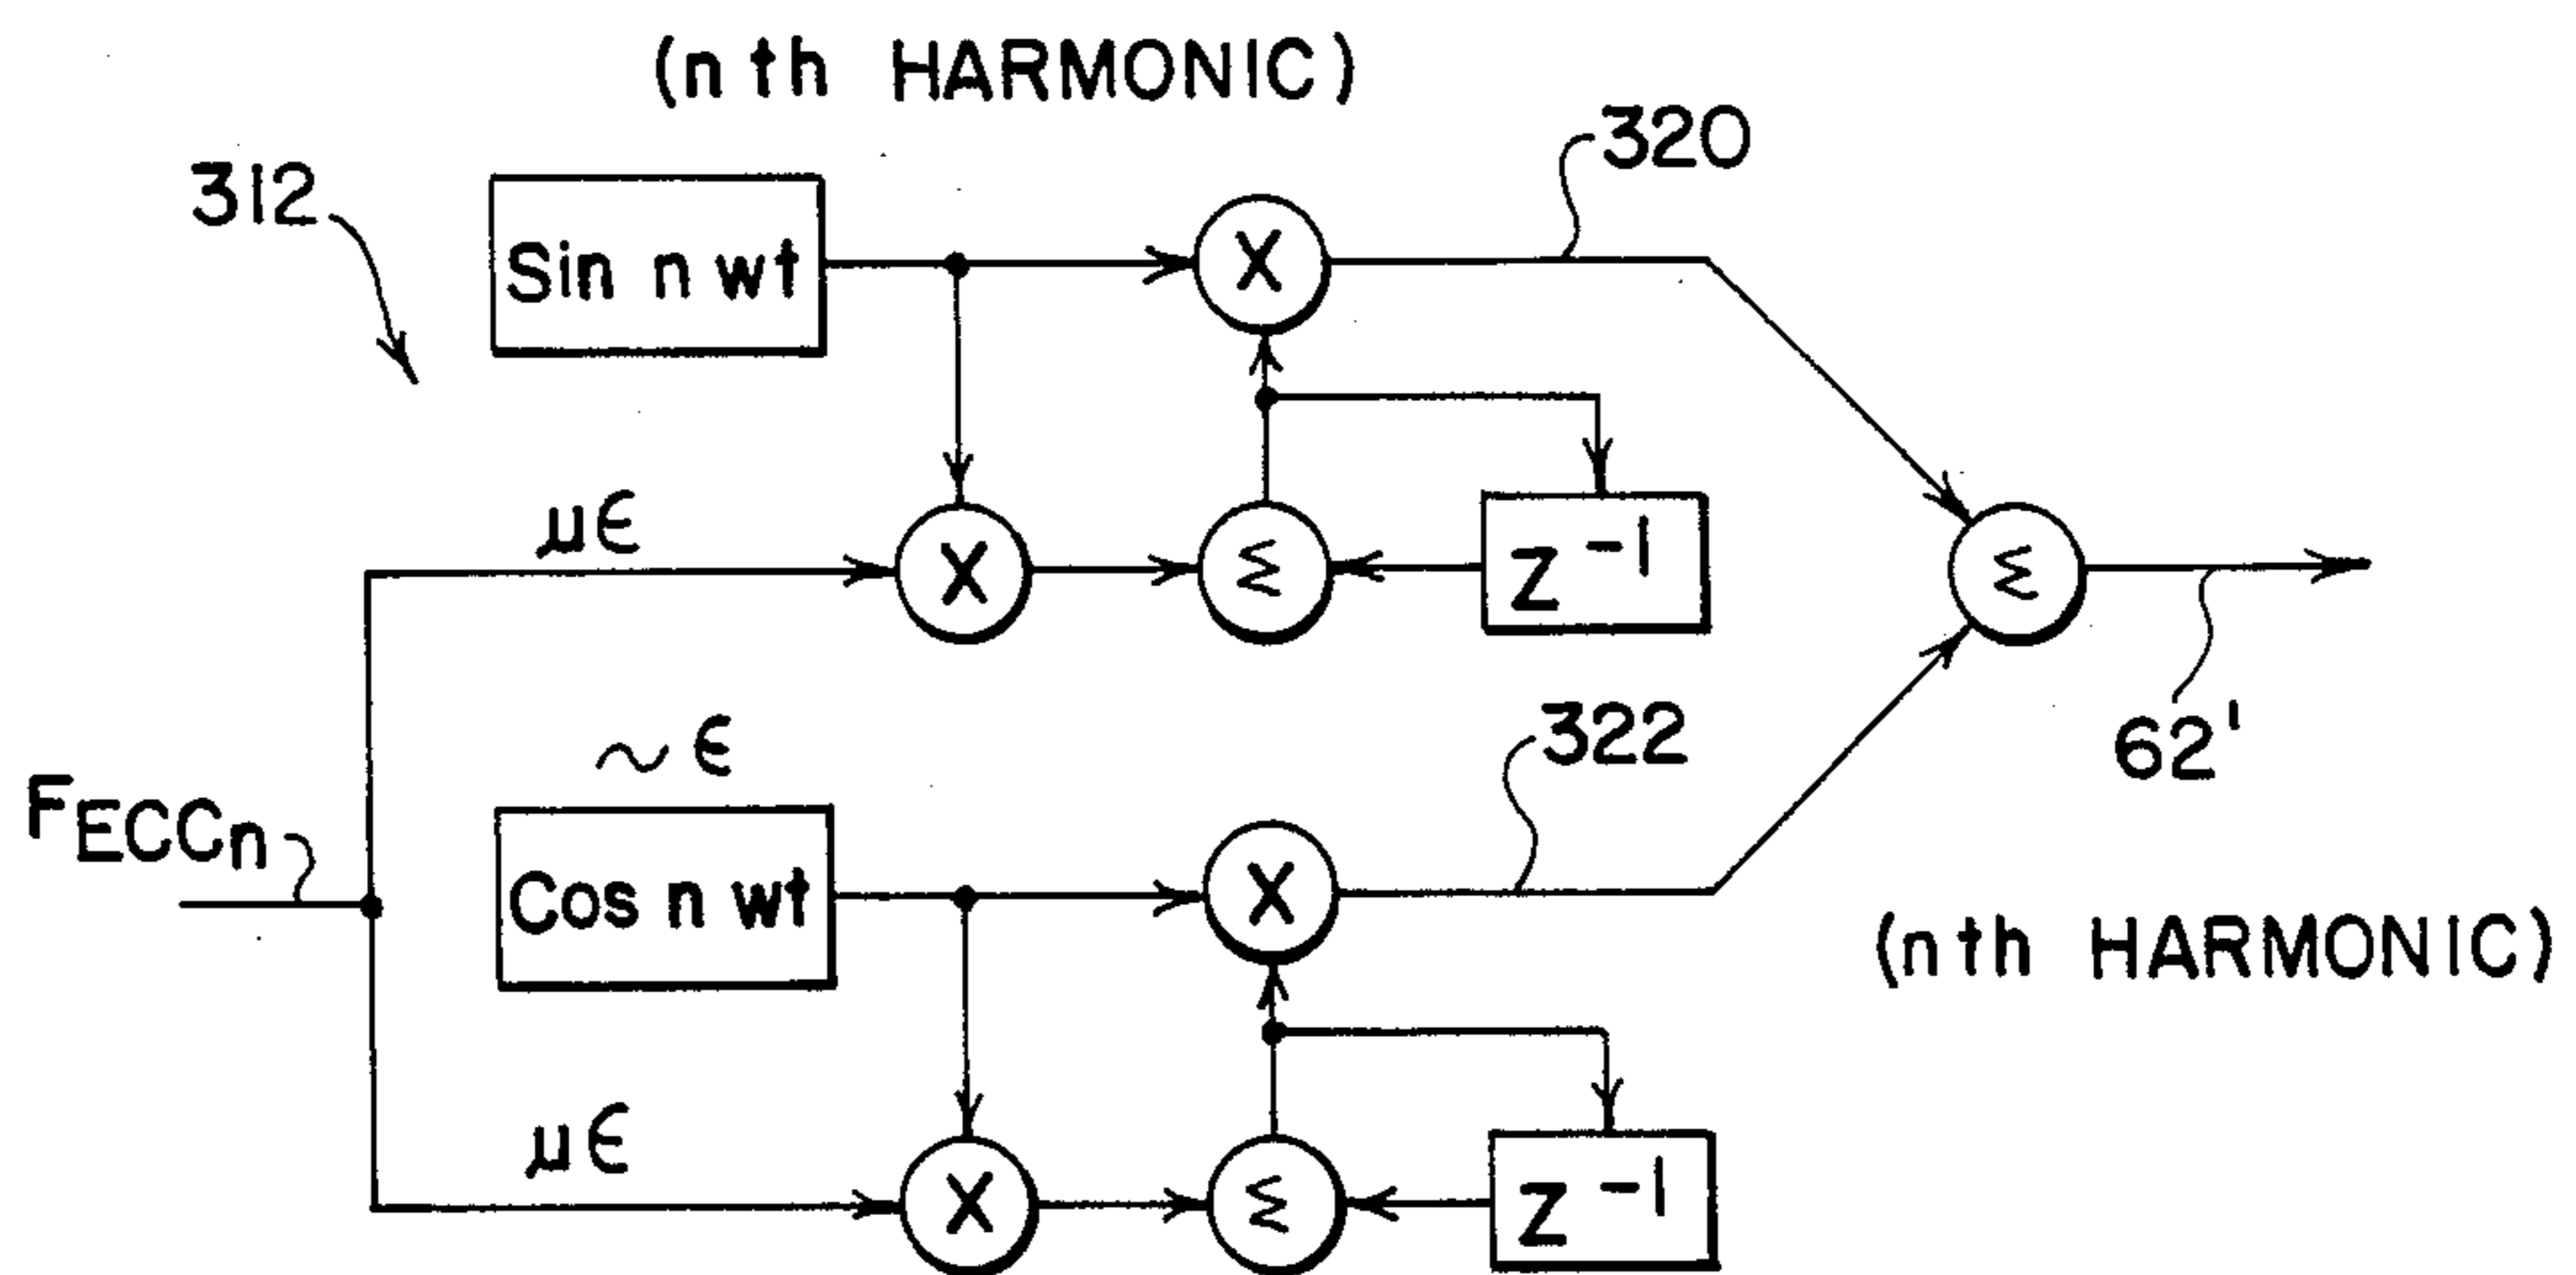 (nth HARMONIC)
320
312
Sin n wt
X
με
X
Σ
Z⁻¹
Σ
62'
~ ε
322
FECCn
Cos n wt
X
(nth HARMONIC)
με
X
Σ
Z⁻¹